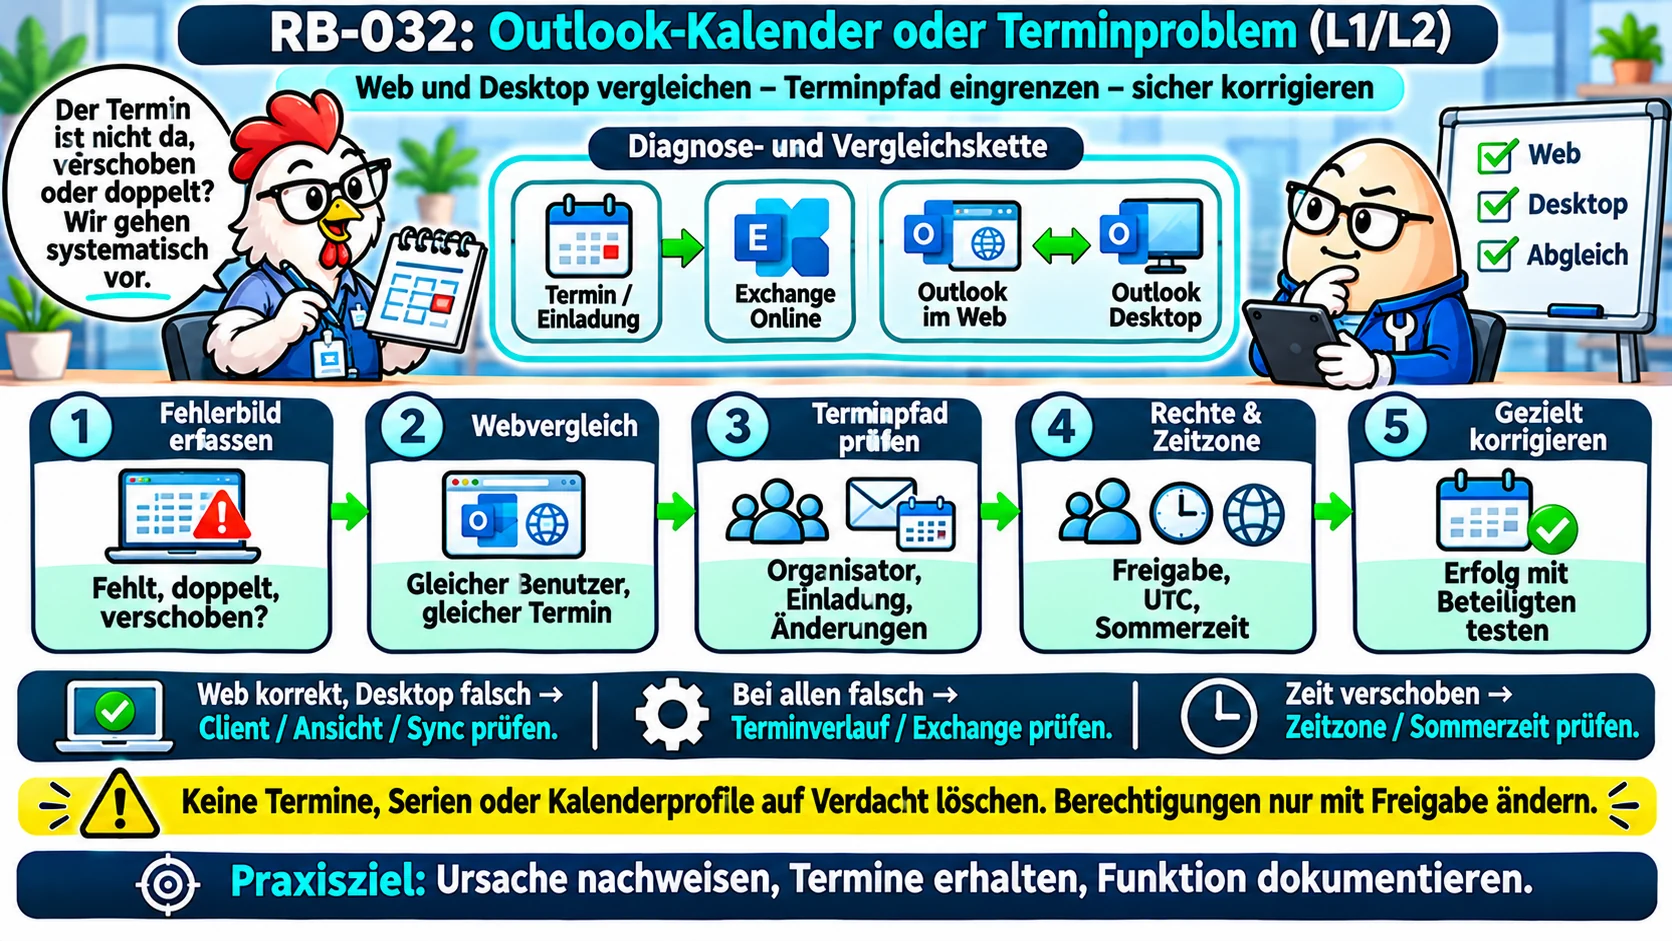 RB-032: Outlook-Kalender oder Terminproblem (L1/L2)
Web und Desktop vergleichen – Terminpfad eingrenzen – sicher korrigieren
Der Termin
ist nicht da,
verschoben
oder doppelt?
Wir gehen
systematisch
vor.
Diagnose- und Vergleichskette
Termin /
Einladung
E
Exchange
Online
O
Outlook
im Web
O
Outlook
Desktop
Web
Desktop
Abgleich
1
Fehlerbild
erfassen
Fehlt, doppelt,
verschoben?
2
Webvergleich
O
Gleicher Benutzer,
gleicher Termin
3
Terminpfad
prüfen
Organisator,
Einladung,
Änderungen
4
Rechte &
Zeitzone
Freigabe,
UTC,
Sommerzeit
5
Gezielt
korrigieren
Erfolg mit
Beteiligten
testen
Web korrekt, Desktop falsch →
Client / Ansicht / Sync prüfen.
Bei allen falsch →
Terminverlauf / Exchange prüfen.
Zeit verschoben →
Zeitzone / Sommerzeit prüfen.
Keine Termine, Serien oder Kalenderprofile auf Verdacht löschen. Berechtigungen nur mit Freigabe ändern.
Praxisziel: Ursache nachweisen, Termine erhalten, Funktion dokumentieren.